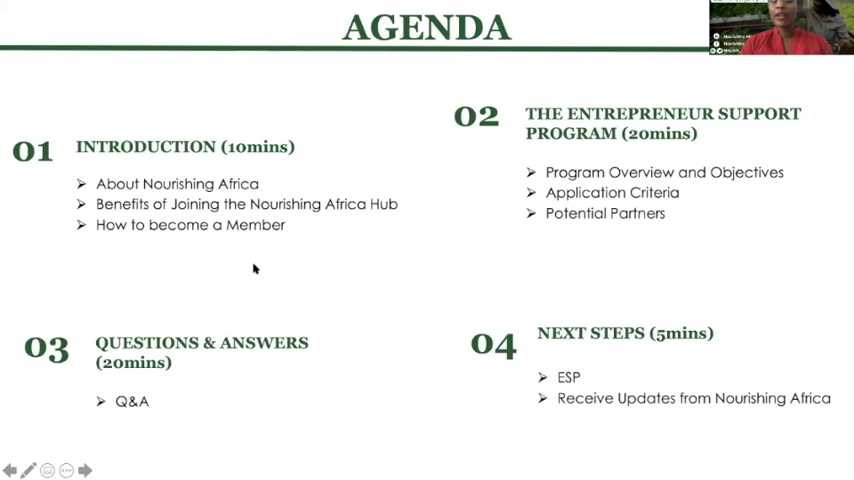 AGENDA
01
INTRODUCTION (10mins)
About Nourishing Africa
Benefits of Joining the Nourishing Africa Hub
How to become a Member
02
THE ENTREPRENEUR SUPPORT
PROGRAM (20mins)
Program Overview and Objectives
Application Criteria
Potential Partners
03
QUESTIONS & ANSWERS
(20mins)
Q&A
04
NEXT STEPS (5mins)
ESP
Receive Updates from Nourishing Africa